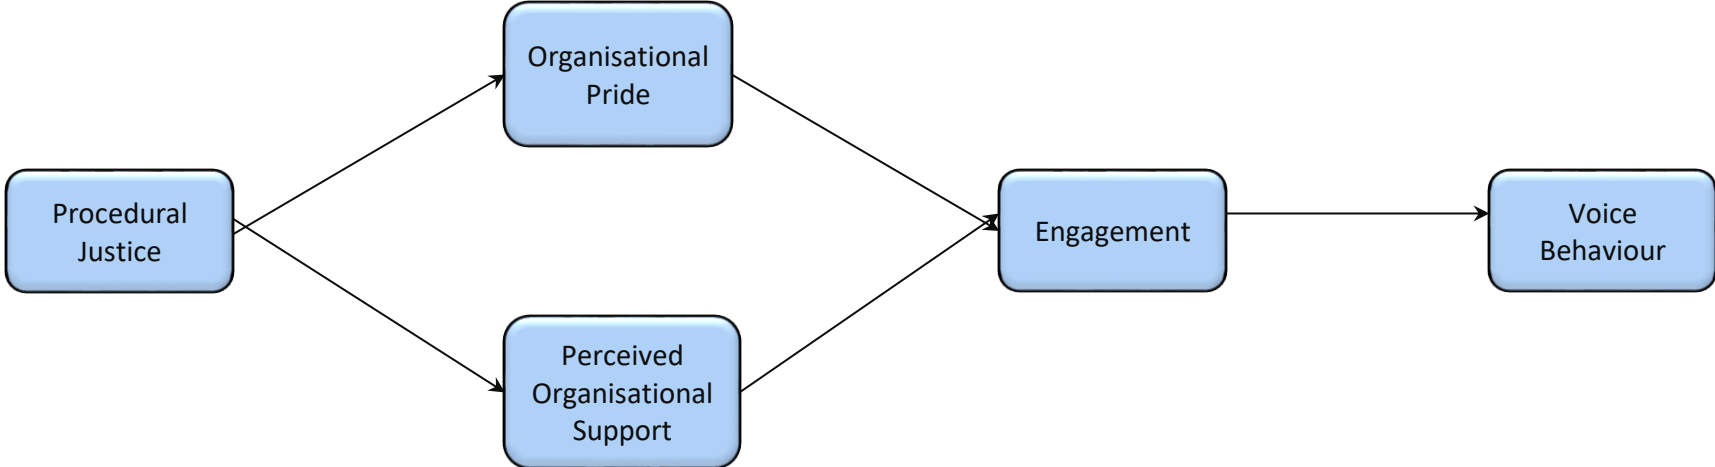 Organisational
Pride
Procedural
Justice
Engagement
Voice
Behaviour
Perceived
Organisational
Support